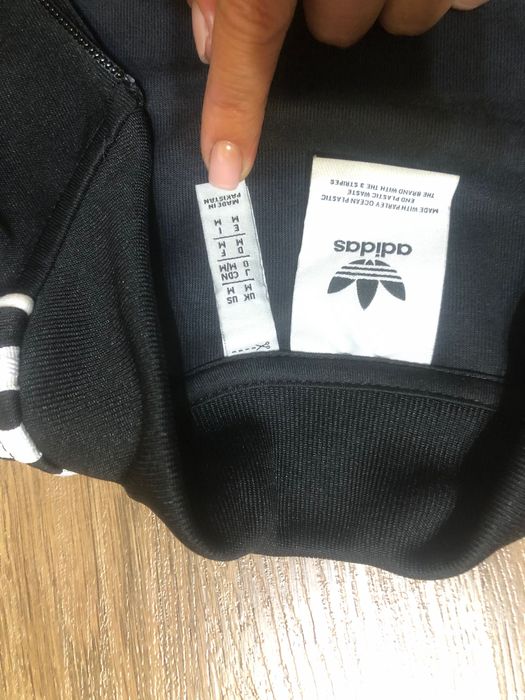 adidas
MADE WITH PARLEY OCEAN PLASTIC
END PLASTIC WASTE
THE BRAND WITH THE 3 STRIPES
UK | US
M | M
J | CDN
O | M/M
D | F
M | M
E | I
M | M
MADE IN
PAKISTAN